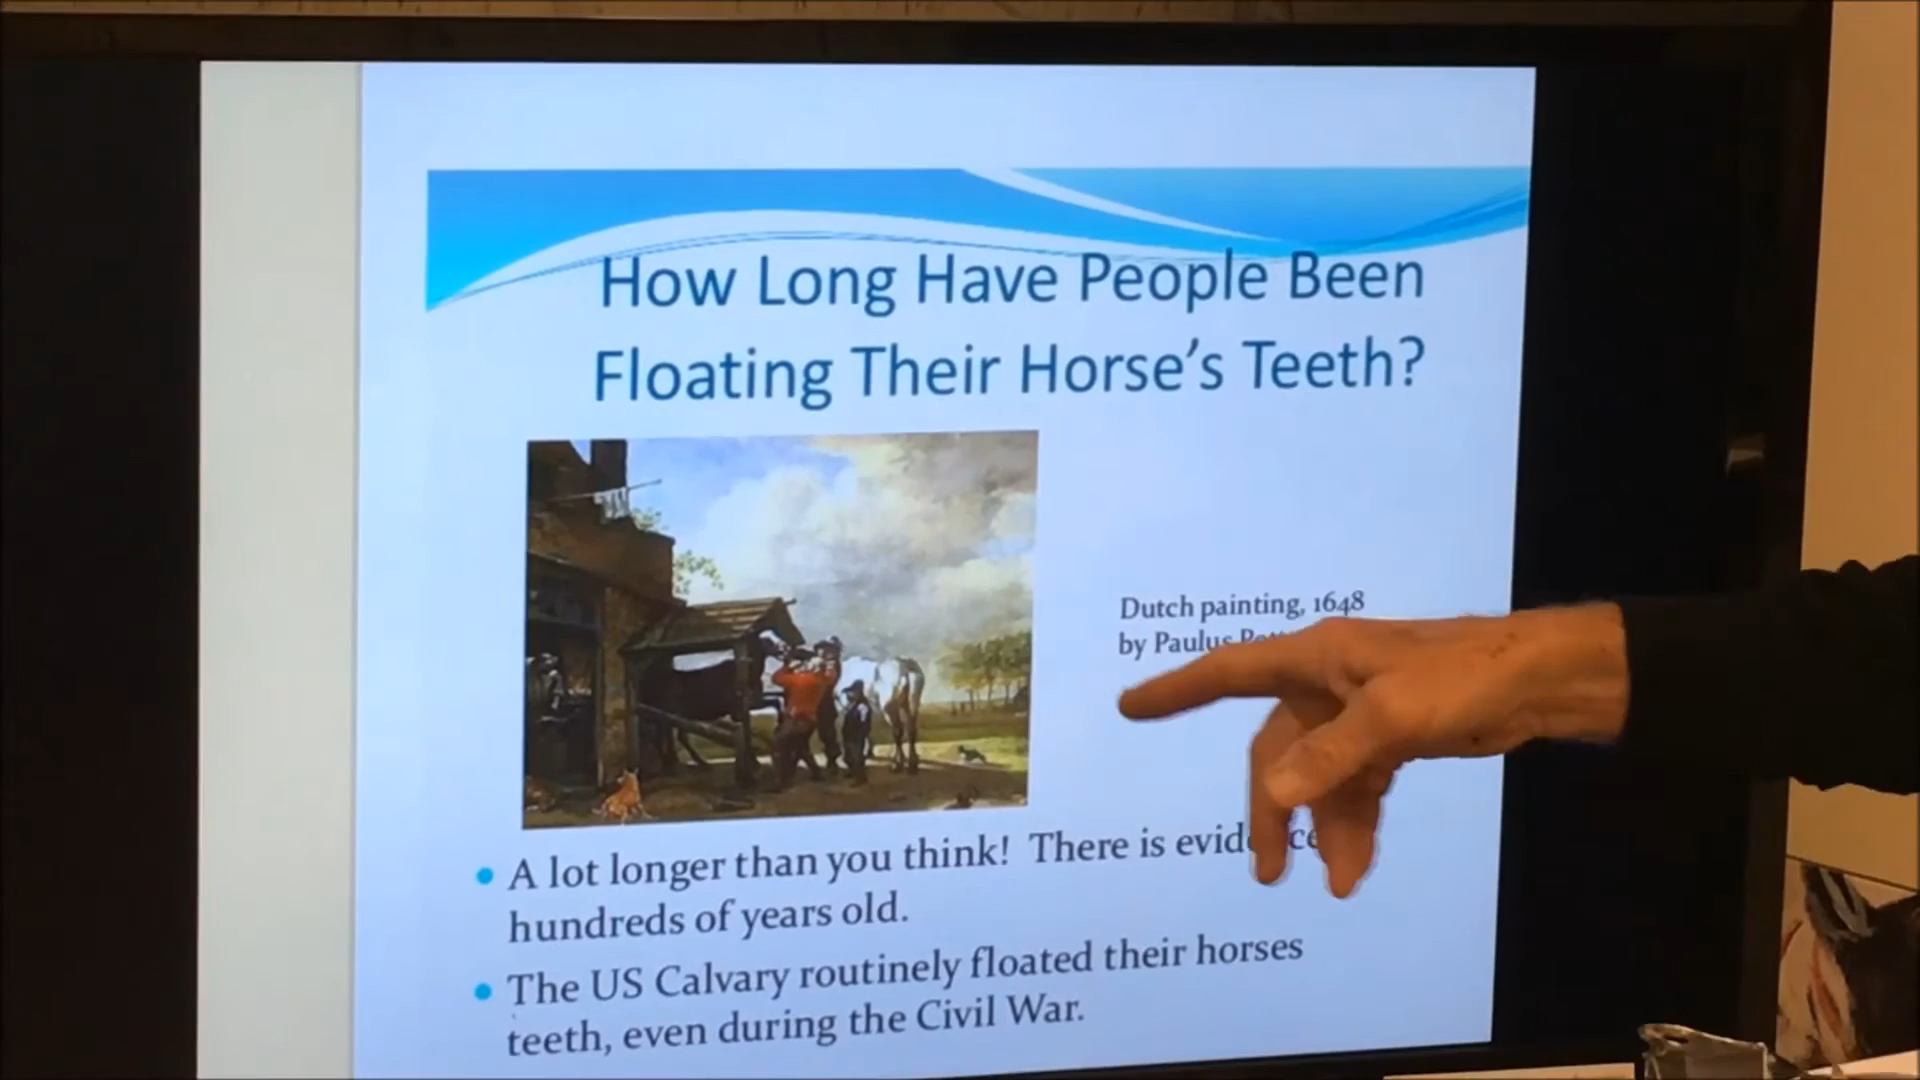 How Long Have People Been
Floating Their Horse's Teeth?
Dutch painting, 1648
by Paulus
• A lot longer than you think! There is
hundreds of years old.
• The US Calvary routinely floated their horses
teeth, even during the Civil War.